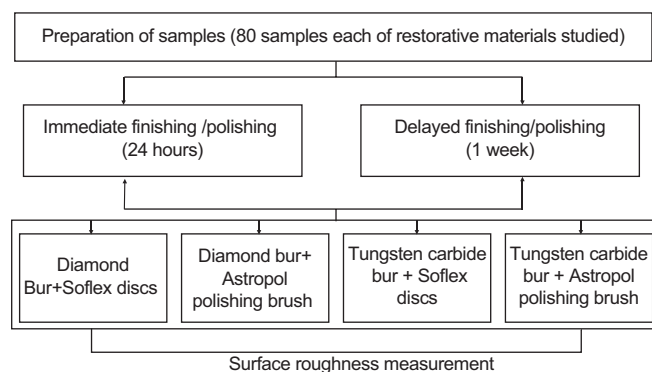 Preparation of samples (80 samples each of restorative materials studied)
Immediate finishing /polishing
(24 hours)
Delayed finishing/polishing
(1 week)
Diamond
Bur+Soflex discs
Diamond bur+
Astropol
polishing brush
Tungsten carbide
bur + Soflex
discs
Tungsten carbide
bur + Astropol
polishing brush
Surface roughness measurement